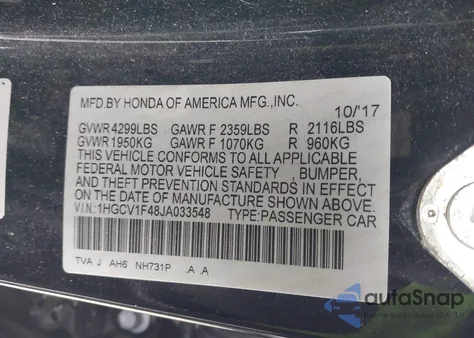 MFD.BY HONDA OF AMERICA MFG.,INC.
10/'17
GVWR 4299LBS GAWR F 2359LBS R 2116LBS
GVWR 1950KG GAWR F 1070KG R 960KG
THIS VEHICLE CONFORMS TO ALL APPLICABLE
FEDERAL MOTOR VEHICLE SAFETY , BUMPER,
AND THEFT PREVENTION STANDARDS IN EFFECT
ON THE DATE OF MANUFACTURE SHOWN ABOVE.
V.I.N.:1HGCV1F48JA033548 TYPE:PASSENGER CAR
TVA J AH6 NH731P .A .A
autoSnap